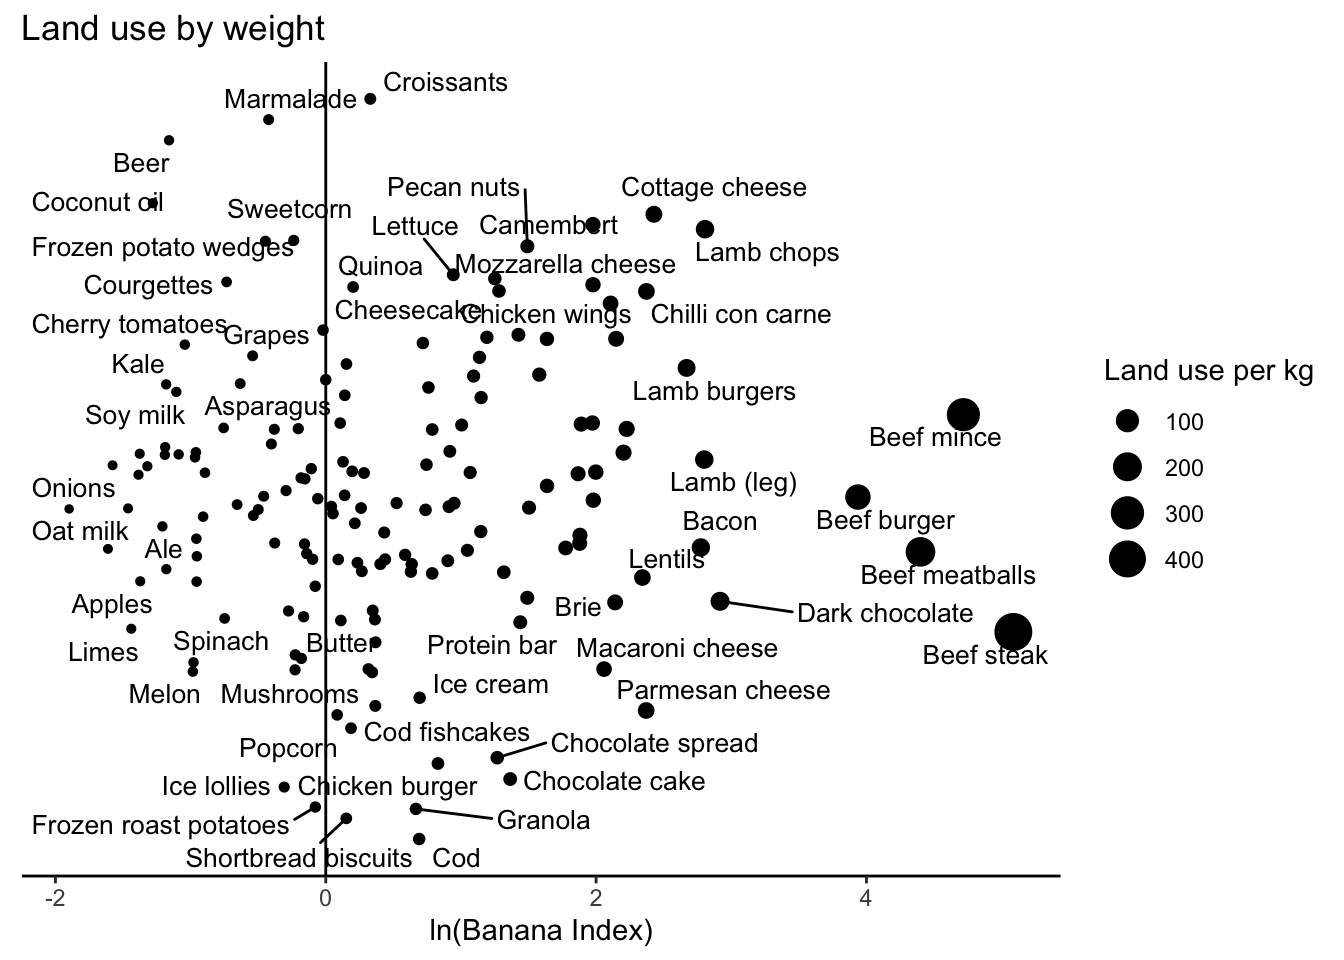 Land use by weight
Croissants
Marmalade
Beer
Pecan nuts
Cottage cheese
Coconut oil
Sweetcorn
Lettuce
Camembert
Frozen potato wedges
Lamb chops
Quinoa
Mozzarella cheese
Courgettes
Cheesecake
Chicken wings
Chilli con carne
Cherry tomatoes
Grapes
Kale
Lamb burgers
Soy milk
Asparagus
Beef mince
Onions
Lamb (leg)
Oat milk
Bacon
Beef burger
Ale
Lentils
Beef meatballs
Apples
Brie
Dark chocolate
Limes
Spinach
Butter
Protein bar
Macaroni cheese
Beef steak
Melon
Mushrooms
Ice cream
Parmesan cheese
Popcorn
Cod fishcakes
Chocolate spread
Ice lollies
Chicken burger
Chocolate cake
Frozen roast potatoes
Granola
Shortbread biscuits
Cod
-2
0
2
4
ln(Banana Index)
Land use per kg
100
200
300
400